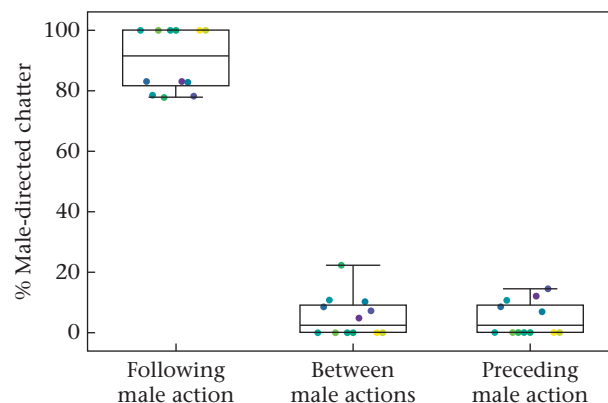 % Male-directed chatter
100
80
60
40
20
0
Following
male action
Between
male actions
Preceding
male action